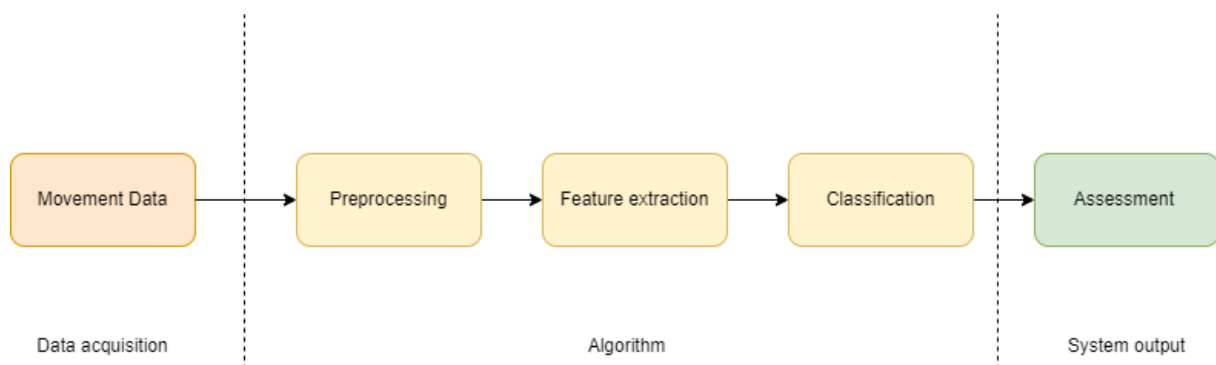 Movement Data
Preprocessing
Feature extraction
Classification
Assessment
Data acquisition
Algorithm
System output